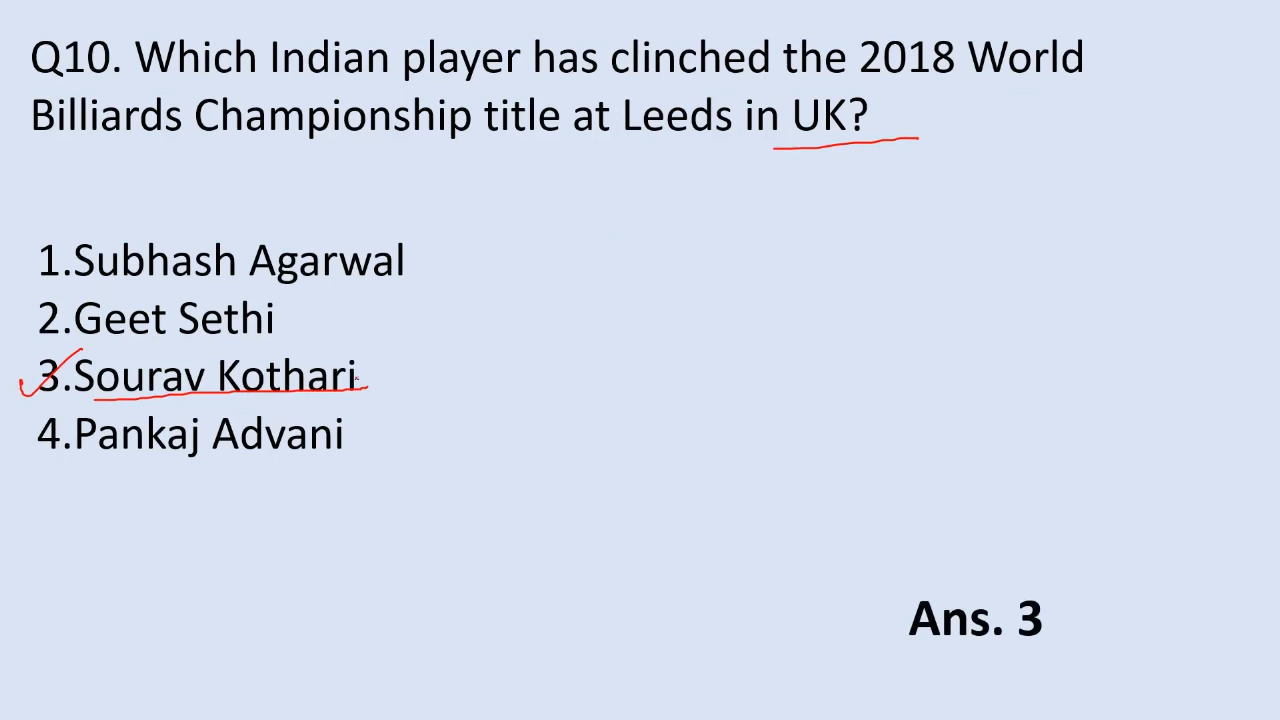 Q10. Which Indian player has clinched the 2018 World
Billiards Championship title at Leeds in UK?
1.Subhash Agarwal
2.Geet Sethi
3.Sourav Kothari
4.Pankaj Advani
Ans. 3